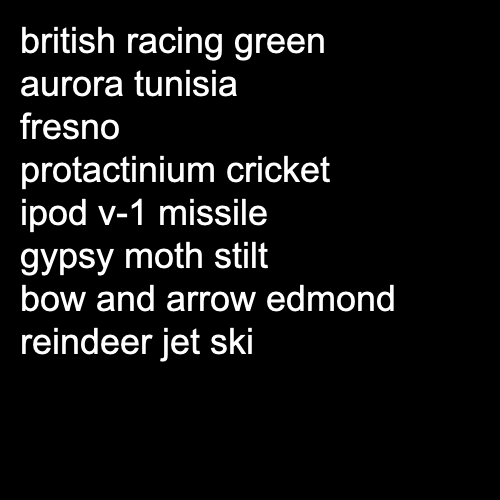 british racing green
aurora tunisia
fresno
protactinium cricket
ipod v-1 missile
gypsy moth stilt
bow and arrow edmond
reindeer jet ski